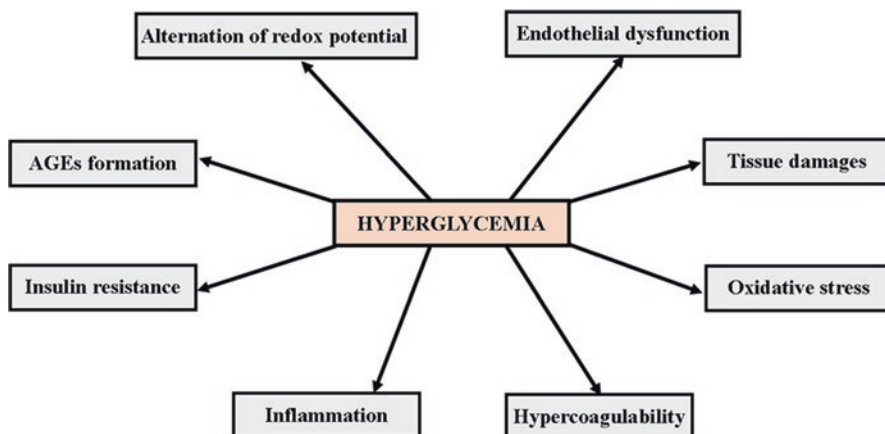 Alternation of redox potential
Endothelial dysfunction
AGEs formation
Tissue damages
HYPERGLYCEMIA
Insulin resistance
Oxidative stress
Inflammation
Hypercoagulability